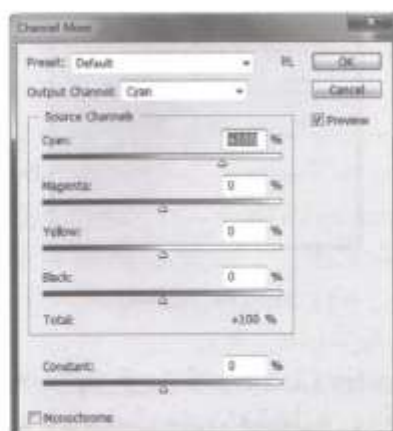 Channel Mixer
Preset: Default
OK
Output Channel: Cyan
Cancel
Source Channels
Preview
Cyan: %
Magenta: 0 %
Yellow: 0 %
Black: 0 %
Total: +100 %
Constant: 0 %
Monochrome